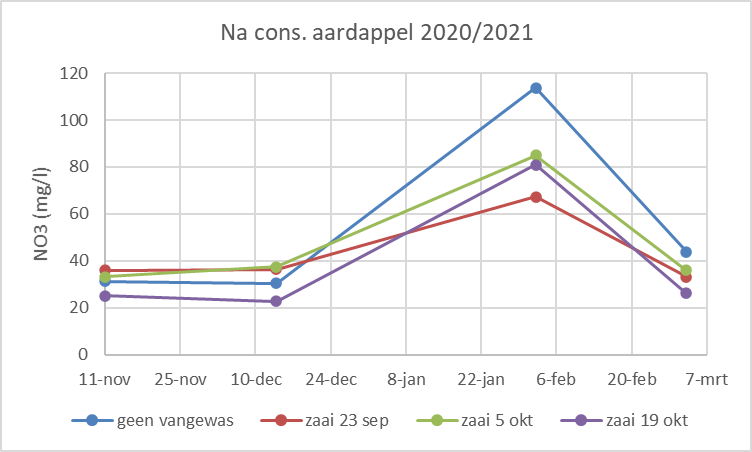 Na cons. aardappel 2020/2021
NO3 (mg/l)
120
100
80
60
40
20
0
11-nov 25-nov 10-dec 24-dec 8-jan 22-jan 6-feb 20-feb 7-mrt
geen vangewas zaai 23 sep zaai 5 okt zaai 19 okt